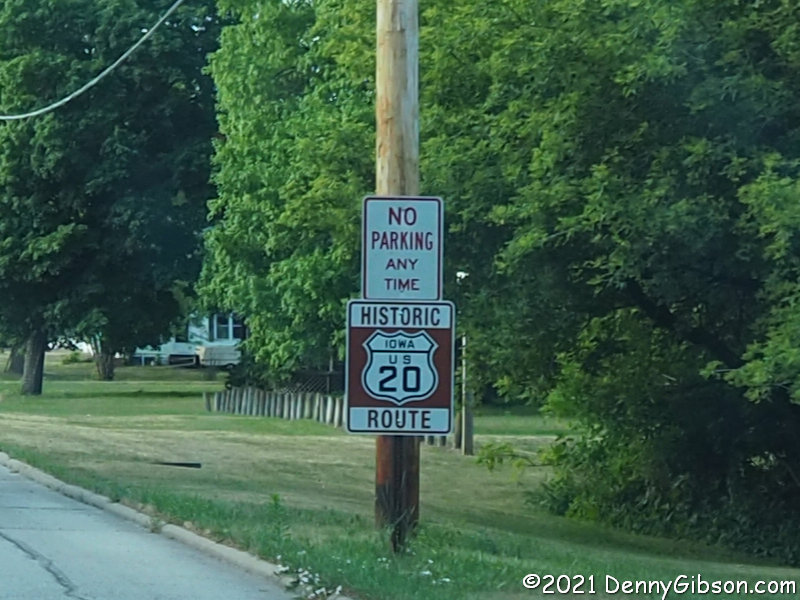 NO
PARKING
ANY
TIME
HISTORIC
IOWA
US
20
ROUTE
©2021 DennyGibson.com